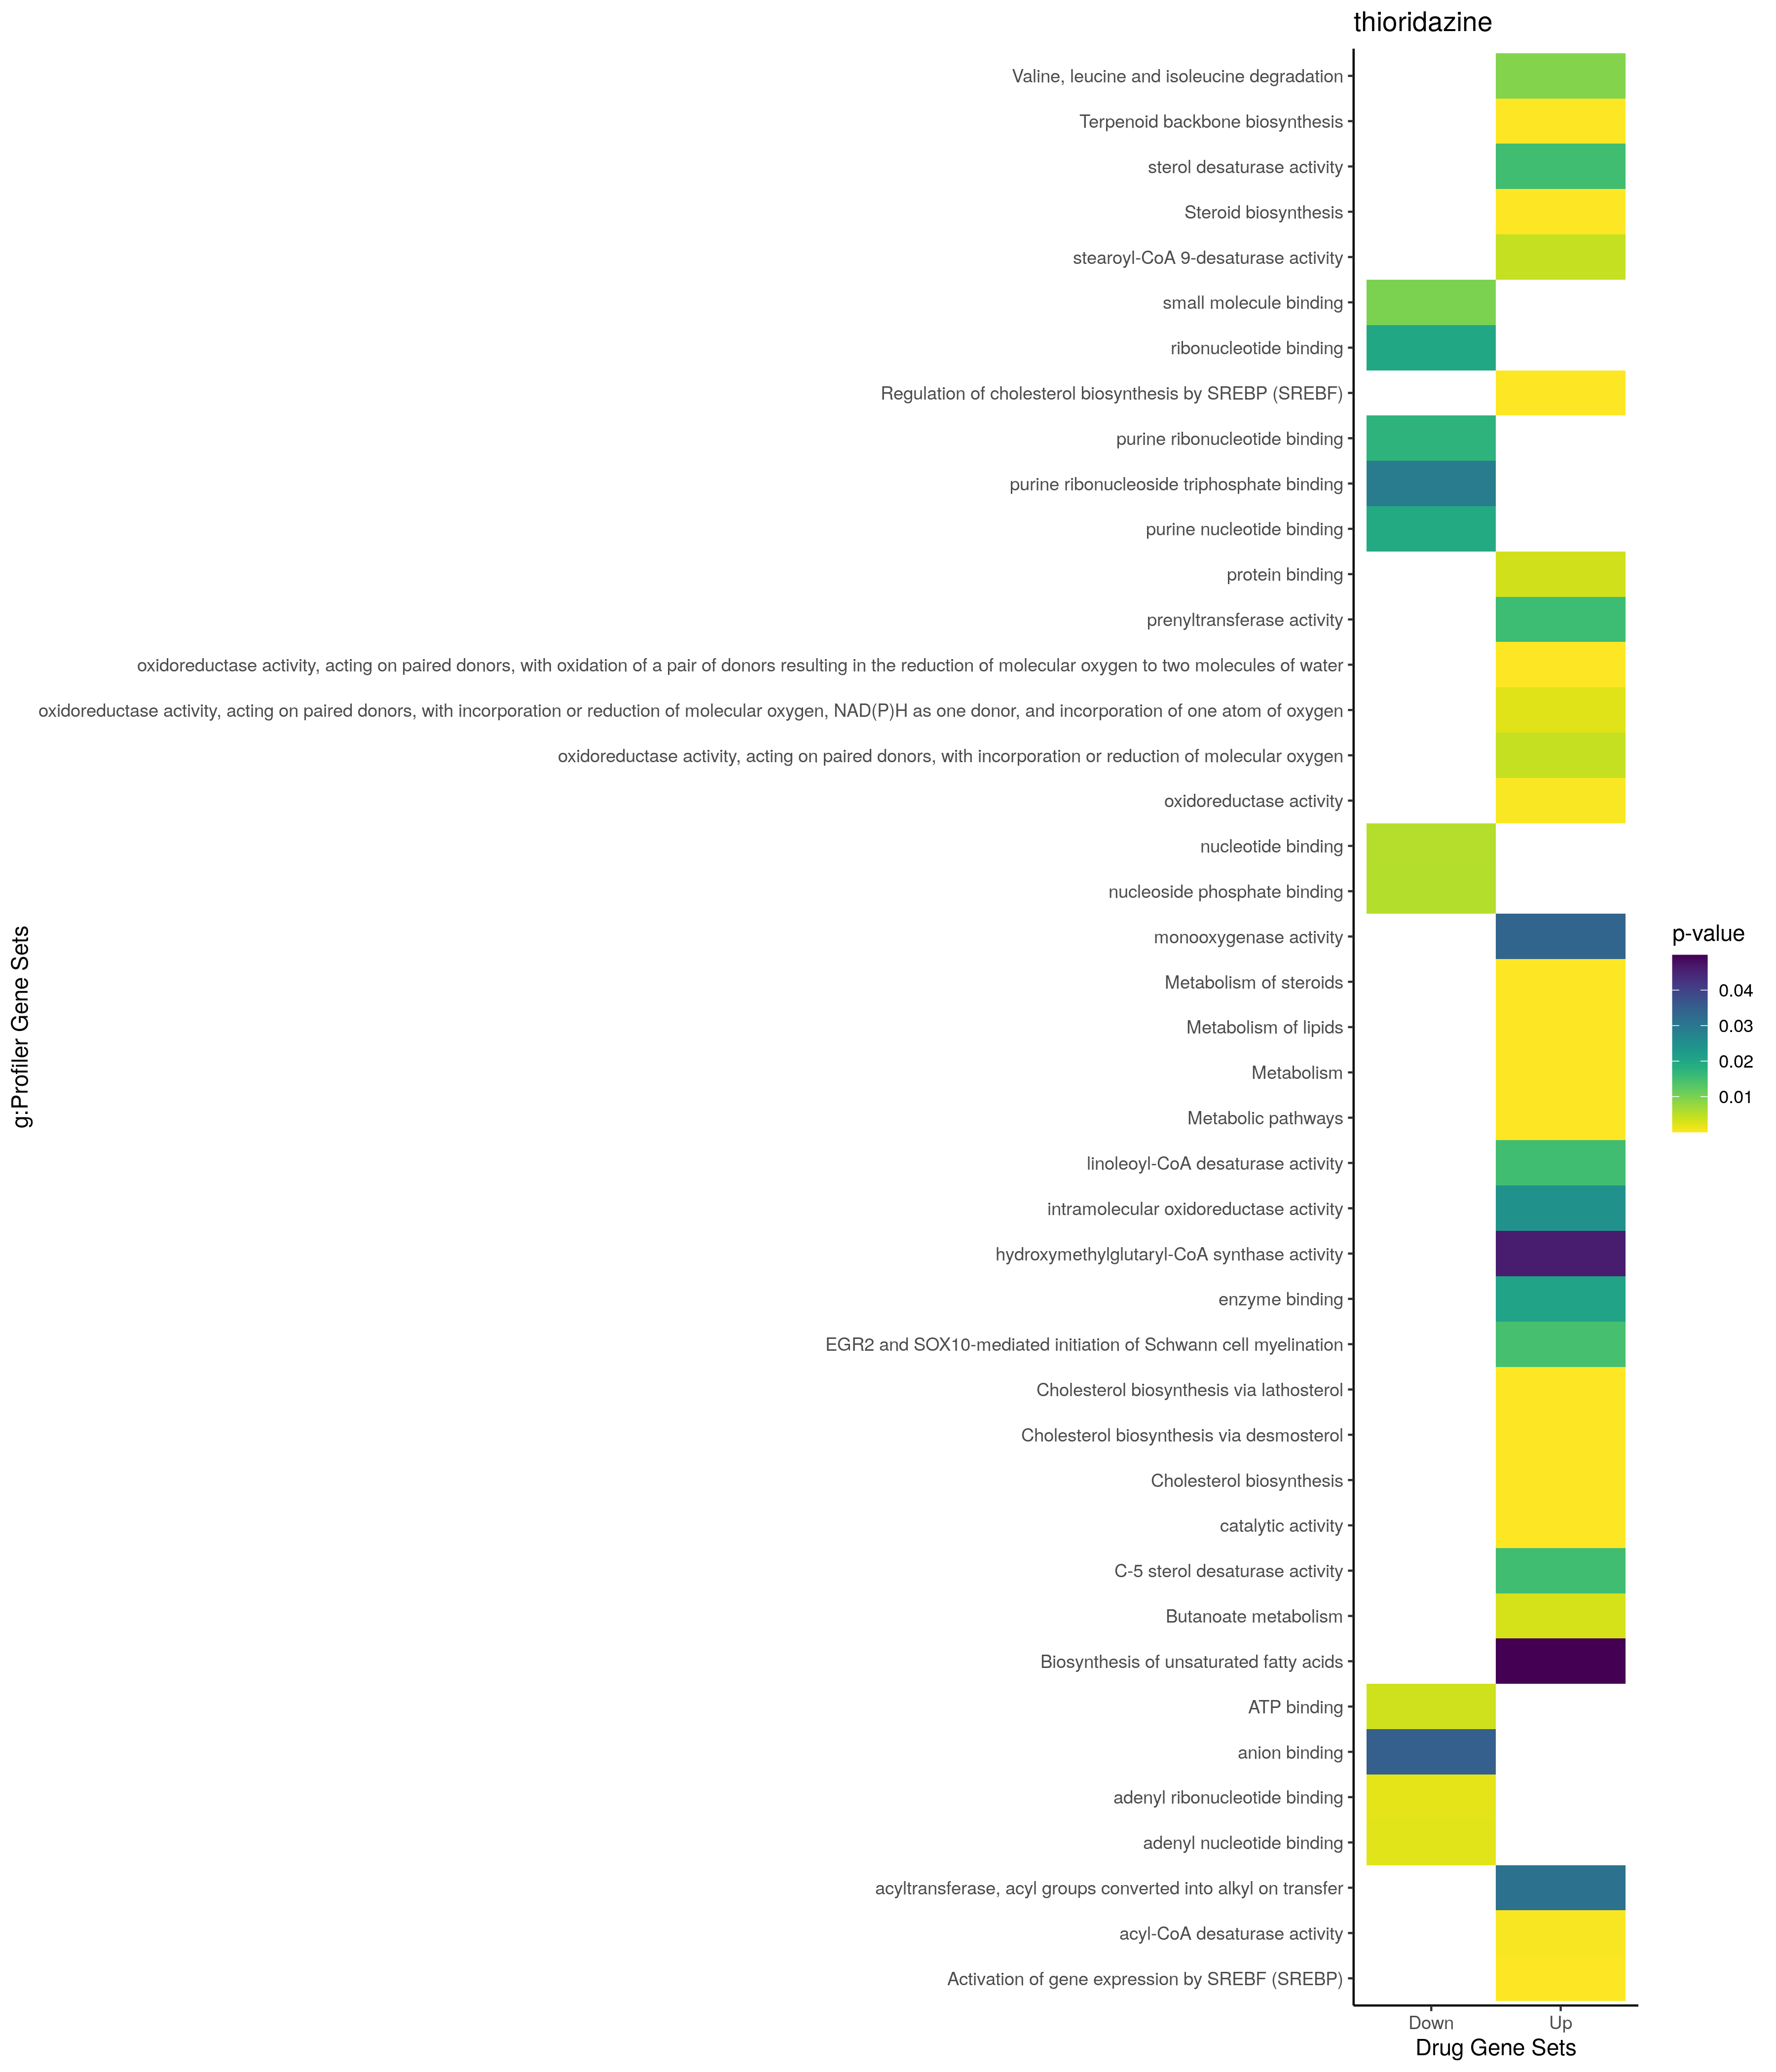 thioridazine
Valine, leucine and isoleucine degradation
Terpenoid backbone biosynthesis
sterol desaturase activity
Steroid biosynthesis
stearoyl-CoA 9-desaturase activity
small molecule binding
ribonucleotide binding
Regulation of cholesterol biosynthesis by SREBP (SREBF)
purine ribonucleotide binding
purine ribonucleoside triphosphate binding
purine nucleotide binding
protein binding
prenyltransferase activity
oxidoreductase activity, acting on paired donors, with oxidation of a pair of donors resulting in the reduction of molecular oxygen to two molecules of water
oxidoreductase activity, acting on paired donors, with incorporation or reduction of molecular oxygen, NAD(P)H as one donor, and incorporation of one atom of oxygen
oxidoreductase activity, acting on paired donors, with incorporation or reduction of molecular oxygen
oxidoreductase activity
nucleotide binding
nucleoside phosphate binding
monooxygenase activity
Metabolism of steroids
Metabolism of lipids
Metabolism
Metabolic pathways
linoleoyl-CoA desaturase activity
intramolecular oxidoreductase activity
hydroxymethylglutaryl-CoA synthase activity
enzyme binding
EGR2 and SOX10-mediated initiation of Schwann cell myelination
Cholesterol biosynthesis via lathosterol
Cholesterol biosynthesis via desmosterol
Cholesterol biosynthesis
catalytic activity
C-5 sterol desaturase activity
Butanoate metabolism
Biosynthesis of unsaturated fatty acids
ATP binding
anion binding
adenyl ribonucleotide binding
adenyl nucleotide binding
acyltransferase, acyl groups converted into alkyl on transfer
acyl-CoA desaturase activity
Activation of gene expression by SREBF (SREBP)
g:Profiler Gene Sets
Down
Up
Drug Gene Sets
p-value
0.04
0.03
0.02
0.01